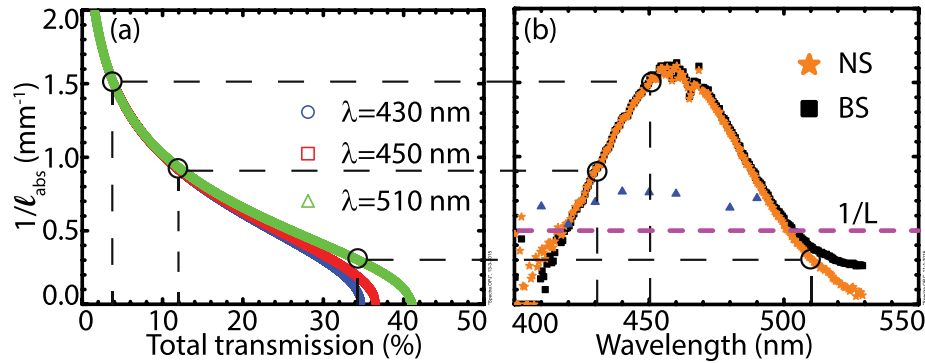 (a)
2.0
1.5
1.0
0.5
0.0
1/ℓabs (mm⁻¹)
λ=430 nm
λ=450 nm
λ=510 nm
0 10 20 30 40 50
Total transmission (%)
(b)
NS
BS
1/L
400 450 500 550
Wavelength (nm)